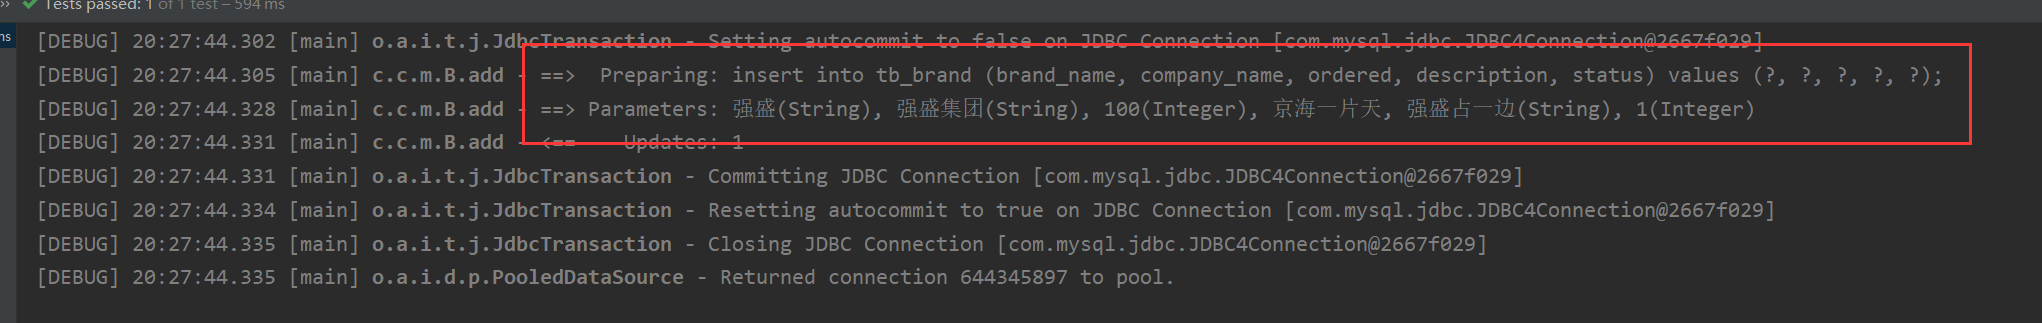 Tests passed: 1 of 1 test – 594 ms
ms
[DEBUG] 20:27:44.302 [main] o.a.i.t.j.JdbcTransaction - Setting autocommit to false on JDBC Connection [com.mysql.jdbc.JDBC4Connection@2667f029]
[DEBUG] 20:27:44.305 [main] c.c.m.B.add - ==>  Preparing: insert into tb_brand (brand_name, company_name, ordered, description, status) values (?, ?, ?, ?, ?);
[DEBUG] 20:27:44.328 [main] c.c.m.B.add - ==> Parameters: 强盛(String), 强盛集团(String), 100(Integer), 京海一片天, 强盛占一边(String), 1(Integer)
[DEBUG] 20:27:44.331 [main] c.c.m.B.add - <==    Updates: 1
[DEBUG] 20:27:44.331 [main] o.a.i.t.j.JdbcTransaction - Committing JDBC Connection [com.mysql.jdbc.JDBC4Connection@2667f029]
[DEBUG] 20:27:44.334 [main] o.a.i.t.j.JdbcTransaction - Resetting autocommit to true on JDBC Connection [com.mysql.jdbc.JDBC4Connection@2667f029]
[DEBUG] 20:27:44.335 [main] o.a.i.t.j.JdbcTransaction - Closing JDBC Connection [com.mysql.jdbc.JDBC4Connection@2667f029]
[DEBUG] 20:27:44.335 [main] o.a.i.d.p.PooledDataSource - Returned connection 644345897 to pool.